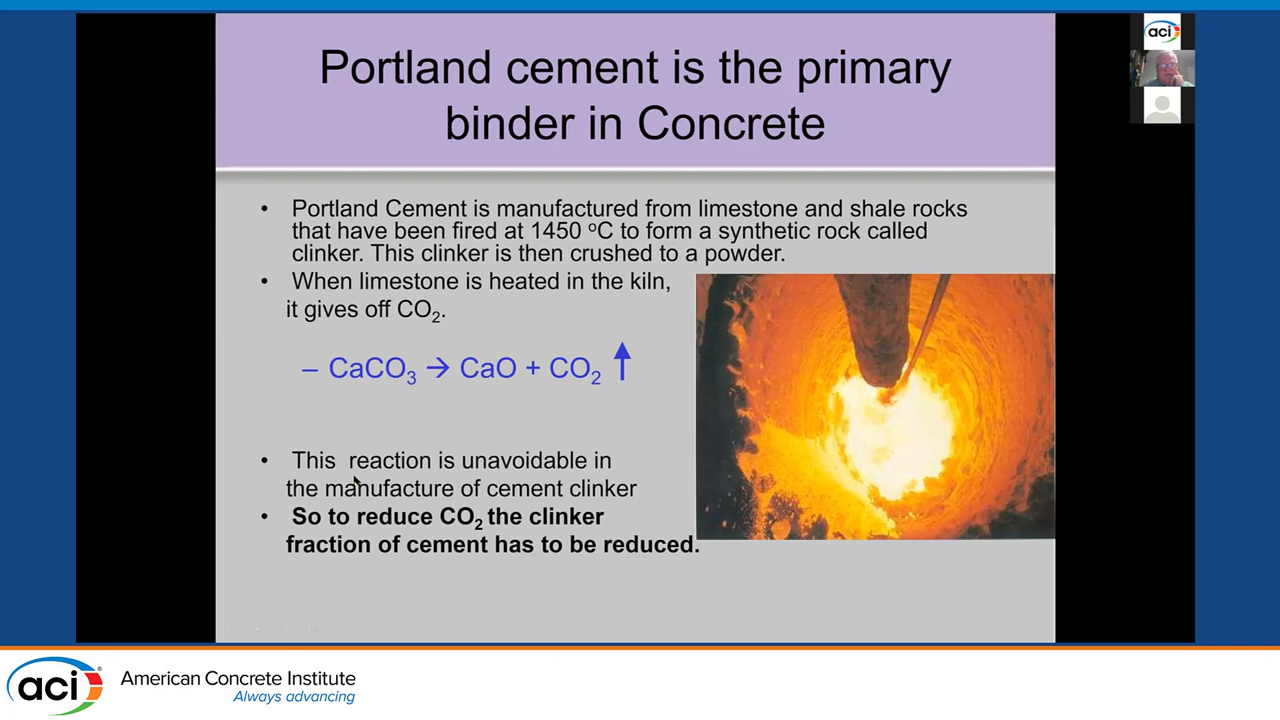 Portland cement is the primary
binder in Concrete
• Portland Cement is manufactured from limestone and shale rocks
that have been fired at 1450 ºC to form a synthetic rock called
clinker. This clinker is then crushed to a powder.
• When limestone is heated in the kiln,
it gives off CO₂.
– CaCO₃ → CaO + CO₂ ↑
• This reaction is unavoidable in
the manufacture of cement clinker
• So to reduce CO₂ the clinker
fraction of cement has to be reduced.
aci
aci®
American Concrete Institute
Always advancing